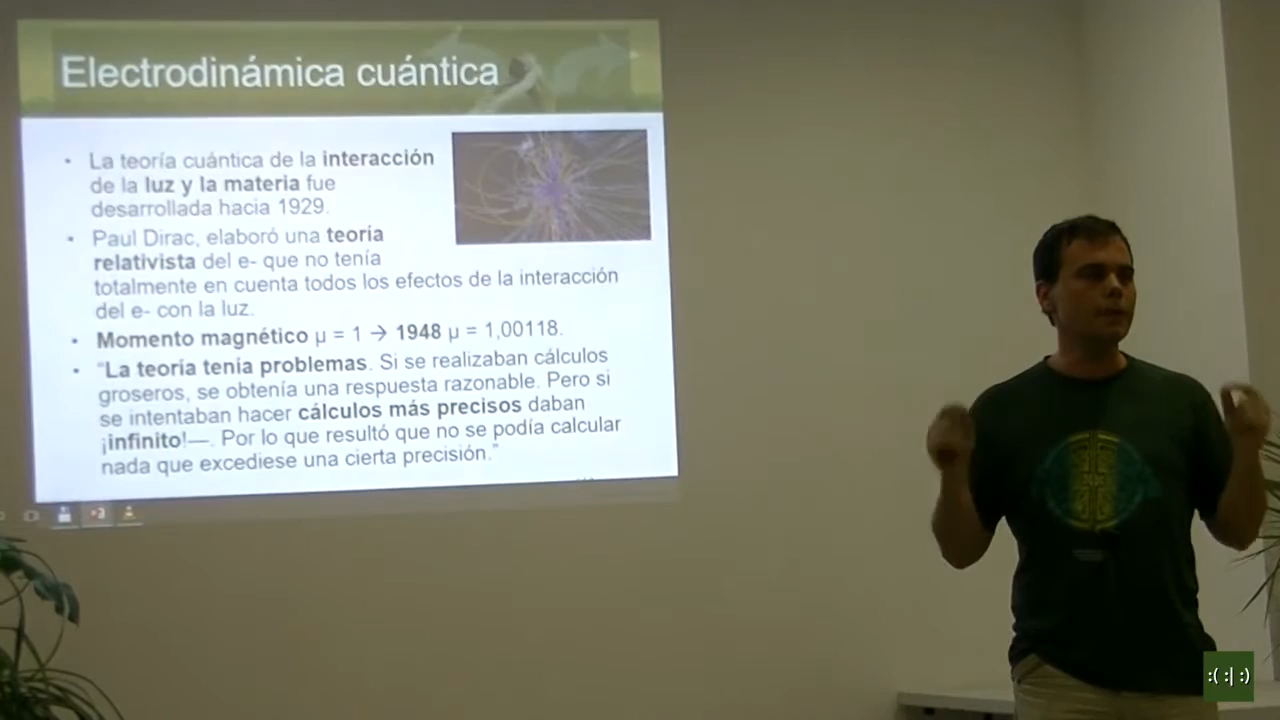 Electrodinámica cuántica
• La teoría cuántica de la interacción
de la luz y la materia fue
desarrollada hacia 1929.
• Paul Dirac, elaboró una teoría
relativista del e- que no tenía
totalmente en cuenta todos los efectos de la interacción
del e- con la luz.
• Momento magnético μ = 1 → 1948 μ = 1,00118.
• "La teoría tenía problemas. Si se realizaban cálculos
groseros, se obtenía una respuesta razonable. Pero si
se intentaban hacer cálculos más precisos daban
¡infinito!—. Por lo que resultó que no se podía calcular
nada que excediese una cierta precisión."
:( :| :)